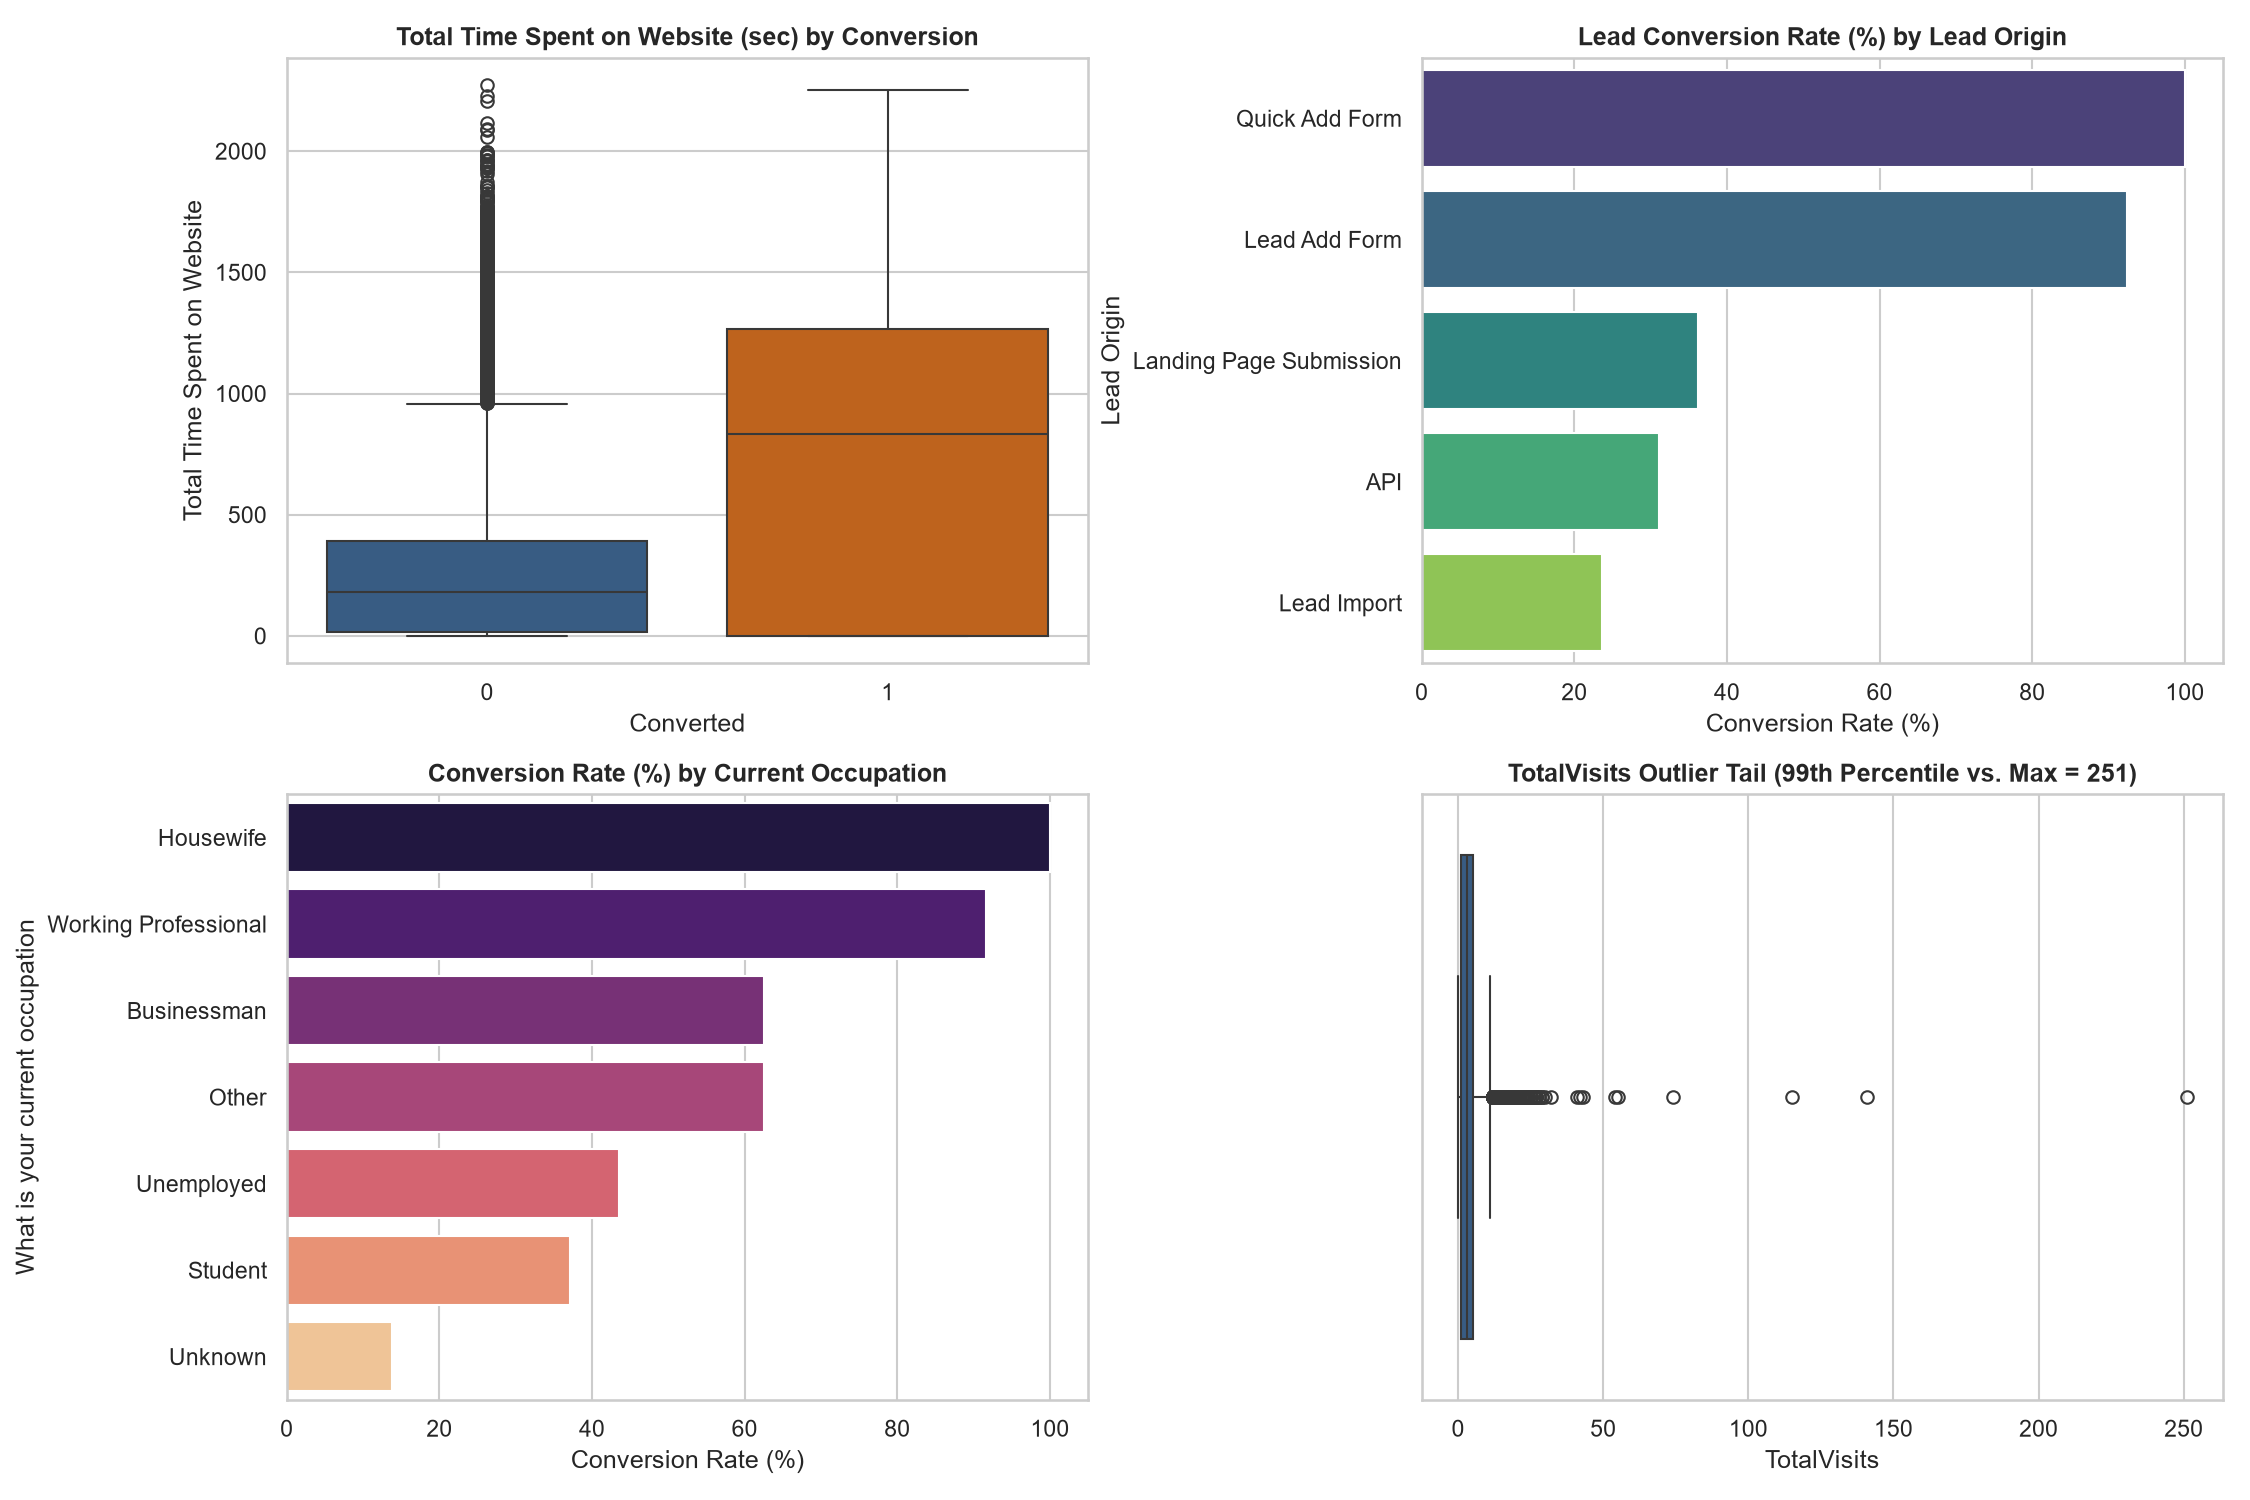 Total Time Spent on Website (sec) by Conversion
Total Time Spent on Website
2000
1500
1000
500
0
0 1
Converted
Lead Conversion Rate (%) by Lead Origin
Lead Origin
Quick Add Form
Lead Add Form
Landing Page Submission
API
Lead Import
0 20 40 60 80 100
Conversion Rate (%)
Conversion Rate (%) by Current Occupation
What is your current occupation
Housewife
Working Professional
Businessman
Other
Unemployed
Student
Unknown
0 20 40 60 80 100
Conversion Rate (%)
TotalVisits Outlier Tail (99th Percentile vs. Max = 251)
0 50 100 150 200 250
TotalVisits